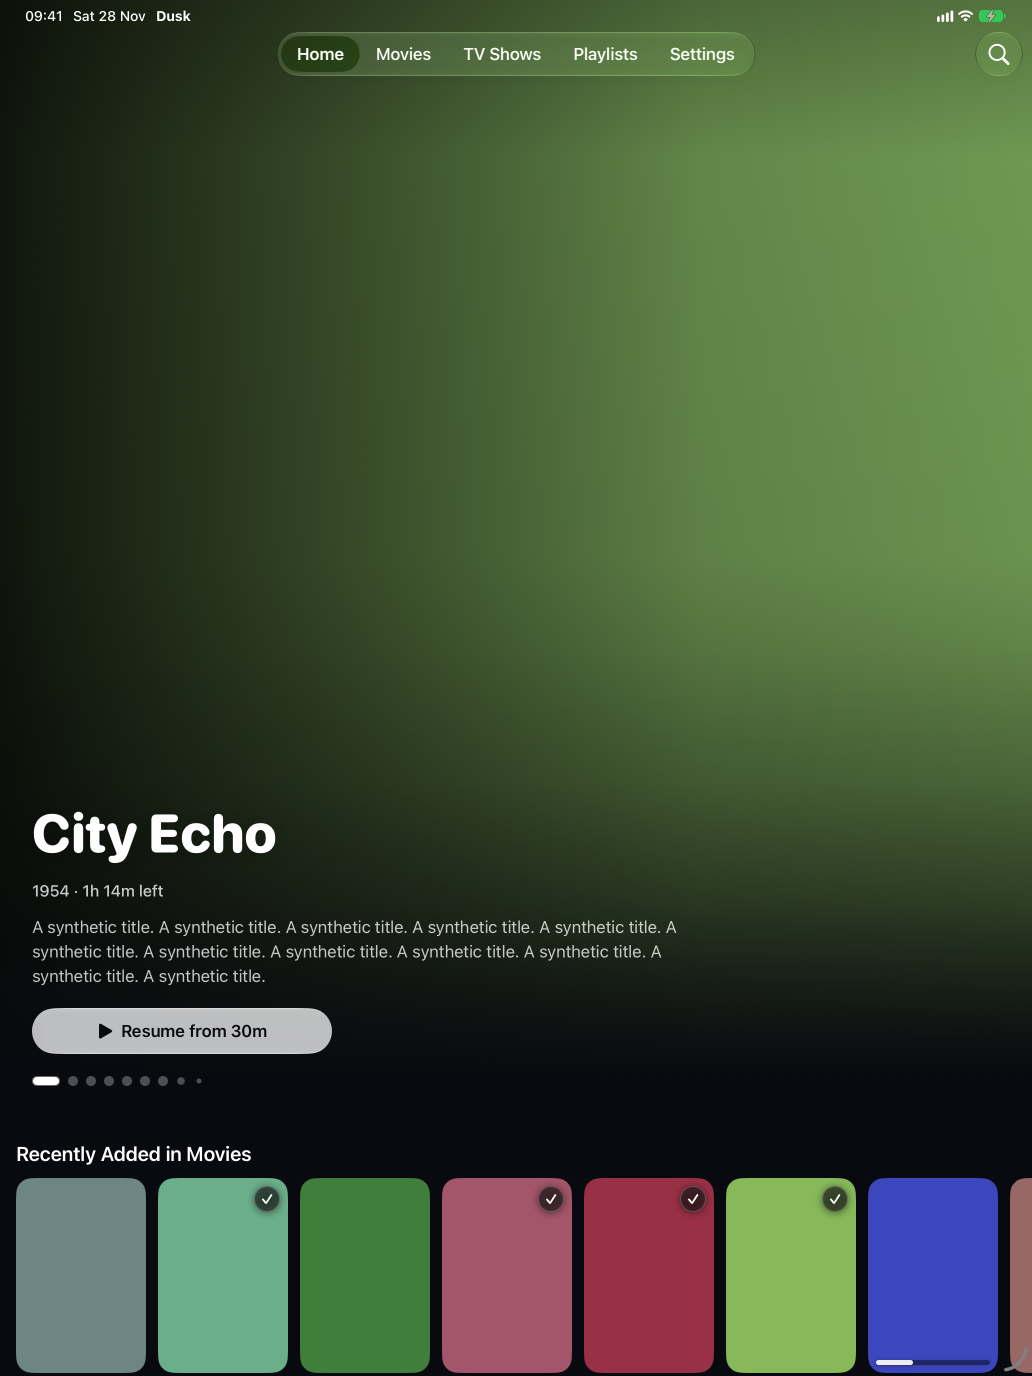 09:41 Sat 28 Nov Dusk
Home Movies TV Shows Playlists Settings
City Echo
1954 · 1h 14m left
A synthetic title. A synthetic title. A synthetic title. A synthetic title. A synthetic title. A
synthetic title. A synthetic title. A synthetic title. A synthetic title. A synthetic title. A
synthetic title. A synthetic title.
Resume from 30m
Recently Added in Movies